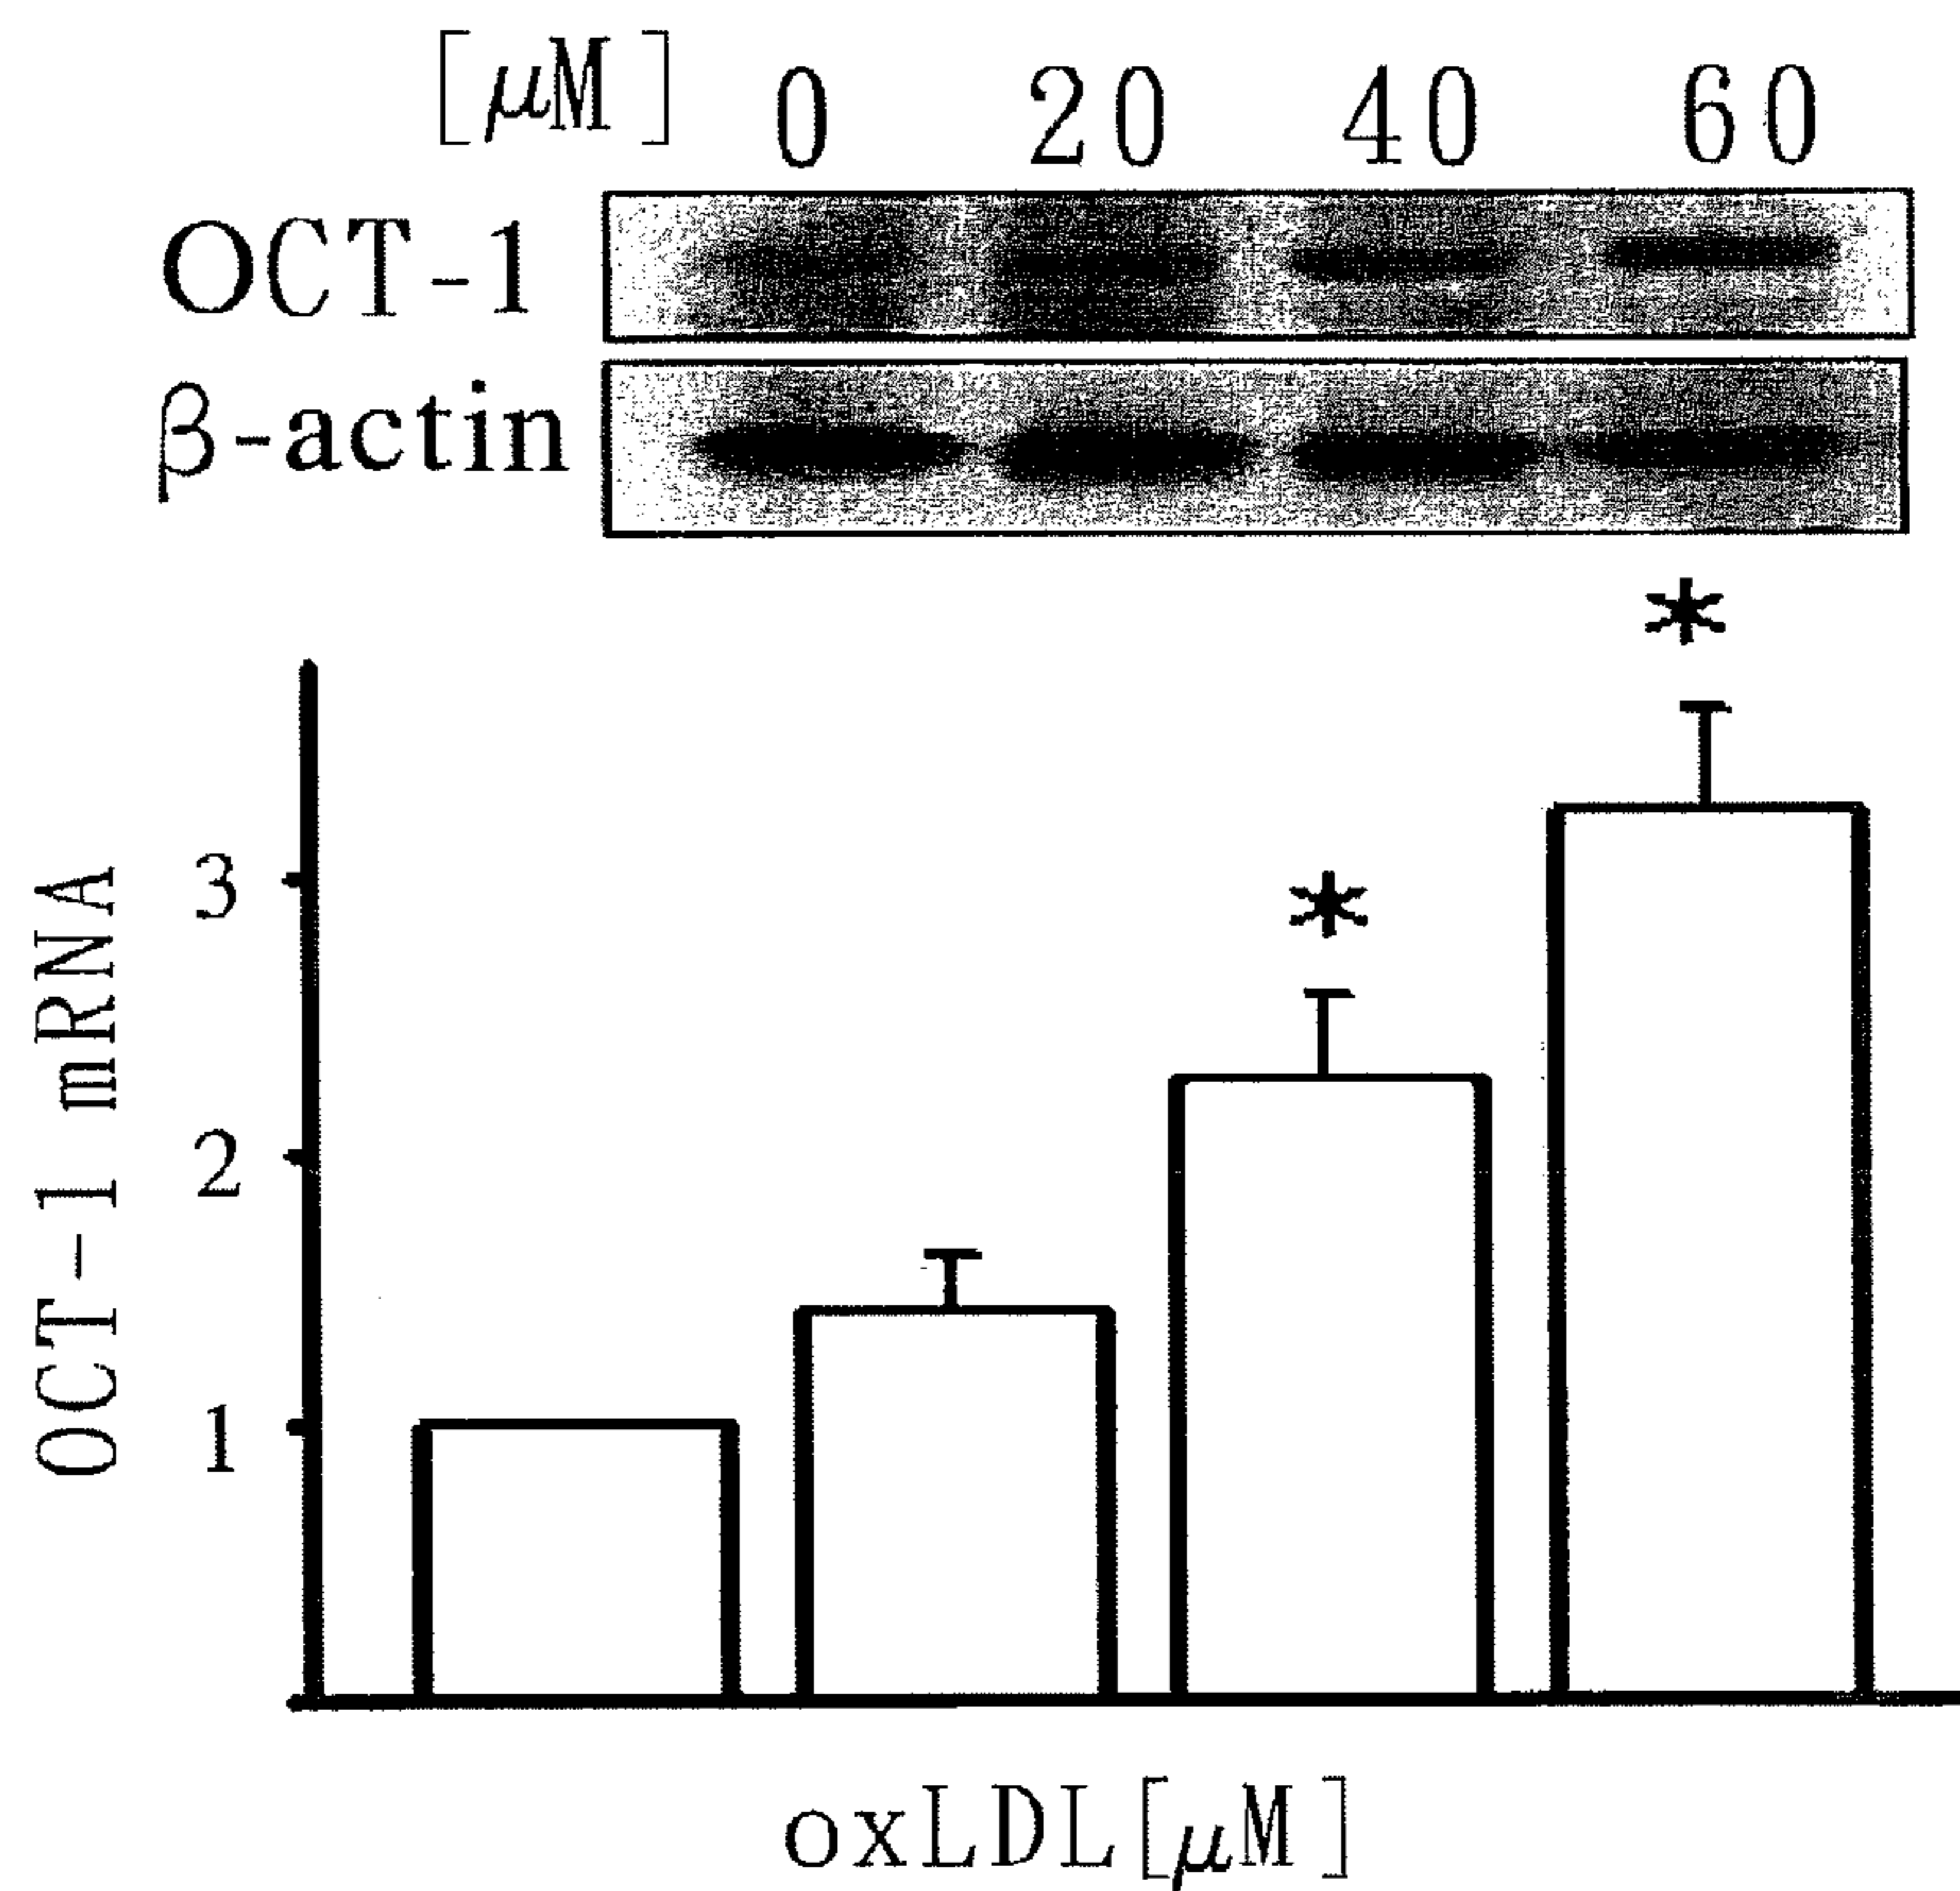 [μM] 0 20 40 60
OCT-1
β-actin
*
*
3
2
1
OCT-1 mRNA
oxLDL[μM]